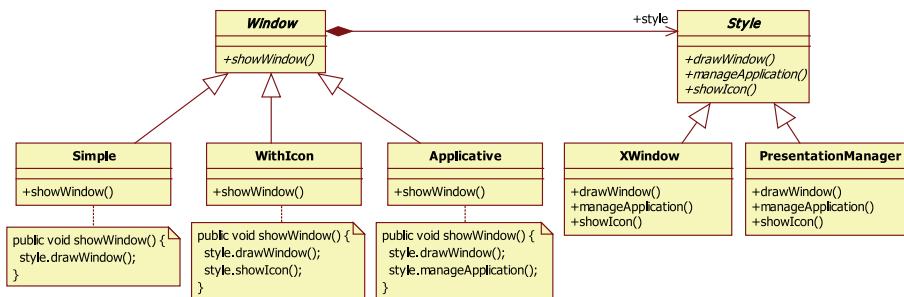 Window
+showWindow()
+style
Style
+drawWindow()
+manageApplication()
+showIcon()
Simple
+showWindow()
WithIcon
+showWindow()
Applicative
+showWindow()
XWindow
+drawWindow()
+manageApplication()
+showIcon()
PresentationManager
+drawWindow()
+manageApplication()
+showIcon()
public void showWindow() {
style.drawWindow();
}
public void showWindow() {
style.drawWindow();
style.showIcon();
}
public void showWindow() {
style.drawWindow();
style.manageApplication();
}